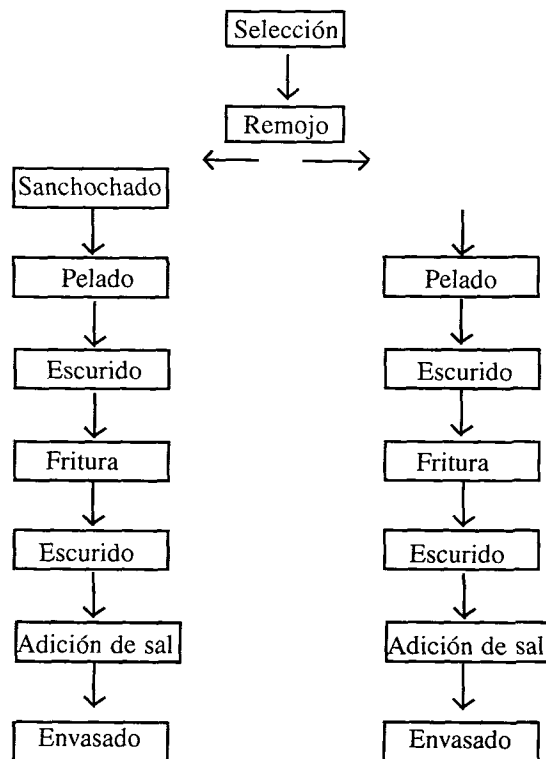 Selección
Remojo
Sanchochado
Pelado
Escurido
Fritura
Escurido
Adición de sal
Envasado
Pelado
Escurido
Fritura
Escurido
Adición de sal
Envasado